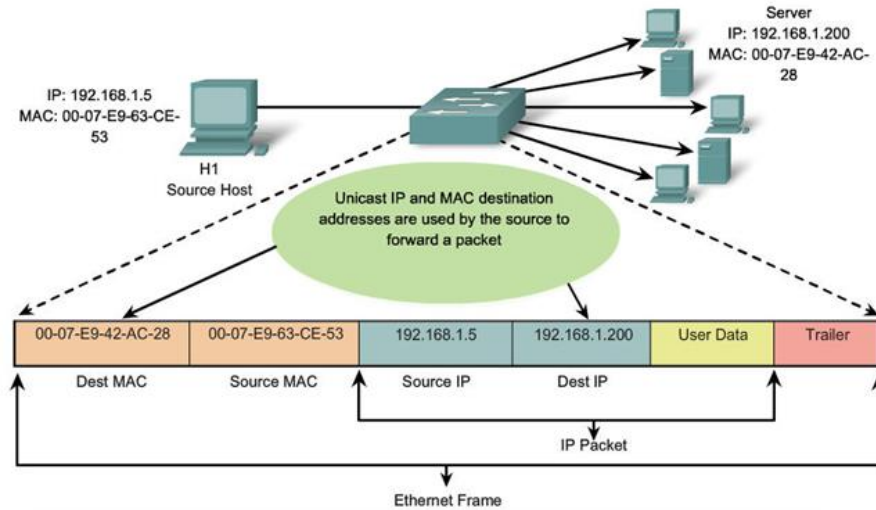 Server
IP: 192.168.1.200
MAC: 00-07-E9-42-AC-
28
IP: 192.168.1.5
MAC: 00-07-E9-63-CE-
53
H1
Source Host
Unicast IP and MAC destination
addresses are used by the source to
forward a packet
00-07-E9-42-AC-28 00-07-E9-63-CE-53 192.168.1.5 192.168.1.200 User Data Trailer
Dest MAC Source MAC Source IP Dest IP
IP Packet
Ethernet Frame